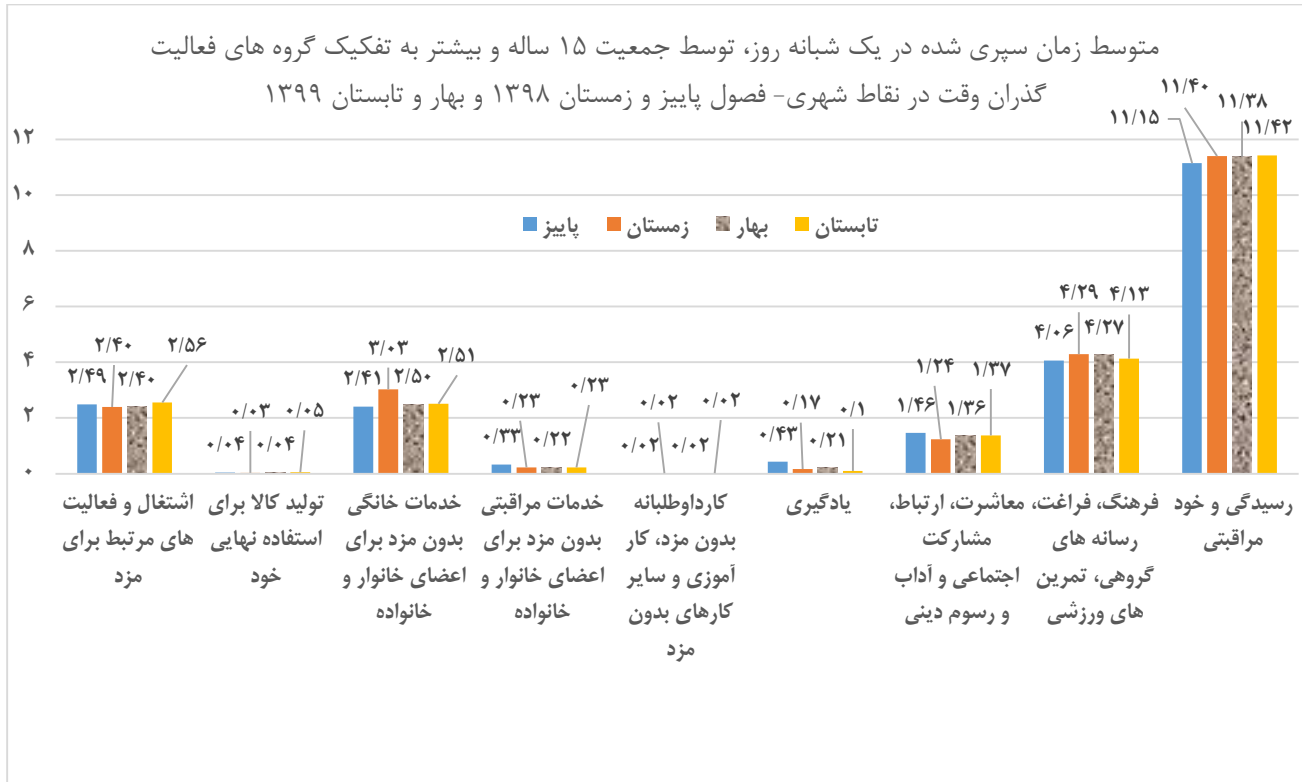 متوسط زمان سپری شده در یک شبانه روز، توسط جمعیت ۱۵ ساله و بیشتر به تفکیک گروه های فعالیت
گذران وقت در نقاط شهری- فصول پاییز و زمستان ۱۳۹۸ و بهار و تابستان ۱۳۹۹
۱۲
۱۰
۸
۶
۴
۲
۰
پاییز
زمستان
بهار
تابستان
۲/۴۹
۲/۴۰
۲/۴۰
۲/۵۶
۰/۰۴
۰/۰۳
۰/۰۴
۰/۰۵
۲/۴۱
۳/۰۳
۲/۵۰
۲/۵۱
۰/۳۳
۰/۲۳
۰/۲۲
۰/۲۳
۰/۰۲
۰/۰۲
۰/۰۲
۰/۰۲
۰/۴۳
۰/۱۷
۰/۲۱
۰/۱
۱/۴۶
۱/۲۴
۱/۳۶
۱/۳۷
۴/۰۶
۴/۲۹
۴/۲۷
۴/۱۳
۱۱/۱۵
۱۱/۴۰
۱۱/۳۸
۱۱/۴۲
اشتغال و فعالیت
های مرتبط برای
مزد
تولید کالا برای
استفاده نهایی
خود
خدمات خانگی
بدون مزد برای
اعضای خانوار و
خانواده
خدمات مراقبتی
بدون مزد برای
اعضای خانوار و
خانواده
کارداوطلبانه
بدون مزد، کار
آموزی و سایر
کارهای بدون
مزد
یادگیری
معاشرت، ارتباط،
مشارکت
اجتماعی و آداب
و رسوم دینی
فرهنگ، فراغت،
رسانه های
گروهی، تمرین
های ورزشی
رسیدگی و خود
مراقبتی